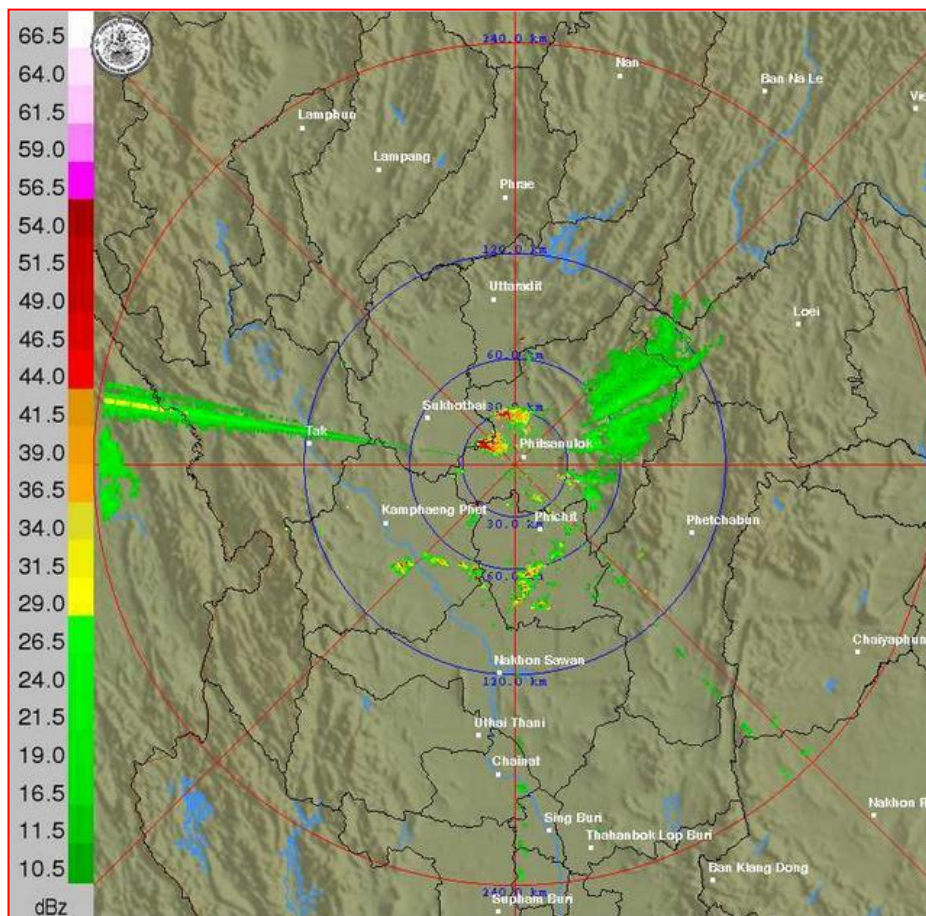 66.5
64.0
61.5
59.0
56.5
54.0
51.5
49.0
46.5
44.0
41.5
39.0
36.5
34.0
31.5
29.0
26.5
24.0
21.5
19.0
16.5
11.5
10.5
dBz
240.0 km
Nan
Ban Na Le
Vie
Lamphun
Lampang
Phrae
120.0 km
Uttaradit
Loei
60.0 km
Sukhothai
Tak
Phitsanulok
Kamphaeng Phet
30.0 km
Phichit
Phetchabun
60.0 km
Chaiyaphum
Nakhon Sawan
120.0 km
Uthai Thani
Chainat
Nakhon R
Sing Buri
Thahanbok Lop Buri
Ban Klang Dong
240.0 km
Supham Buri